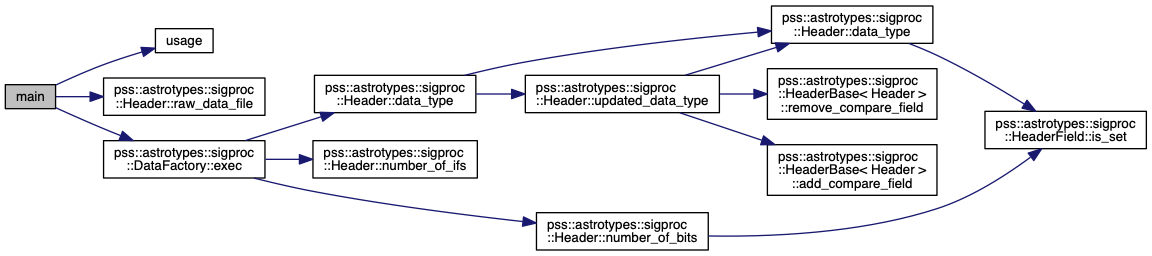 main
usage
pss::astrotypes::sigproc
::Header::raw_data_file
pss::astrotypes::sigproc
::DataFactory::exec
pss::astrotypes::sigproc
::Header::data_type
pss::astrotypes::sigproc
::Header::number_of_ifs
pss::astrotypes::sigproc
::Header::updated_data_type
pss::astrotypes::sigproc
::Header::number_of_bits
pss::astrotypes::sigproc
::Header::data_type
pss::astrotypes::sigproc
::HeaderBase< Header >
::remove_compare_field
pss::astrotypes::sigproc
::HeaderBase< Header >
::add_compare_field
pss::astrotypes::sigproc
::HeaderField::is_set